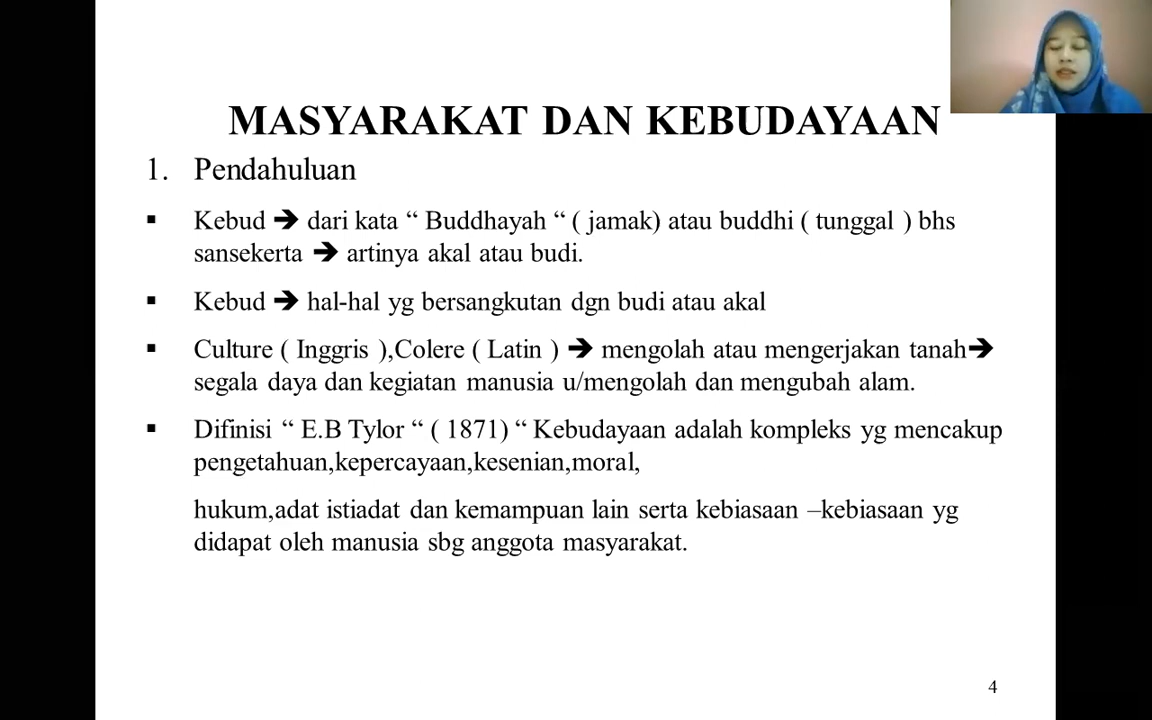 MASYARAKAT DAN KEBUDAYAAN
1. Pendahuluan
▪ Kebud ➔ dari kata “ Buddhayah “ ( jamak) atau buddhi ( tunggal ) bhs
sansekerta ➔ artinya akal atau budi.
▪ Kebud ➔ hal-hal yg bersangkutan dgn budi atau akal
▪ Culture ( Inggris ),Colere ( Latin ) ➔ mengolah atau mengerjakan tanah➔
segala daya dan kegiatan manusia u/mengolah dan mengubah alam.
▪ Difinisi “ E.B Tylor “ ( 1871) “ Kebudayaan adalah kompleks yg mencakup
pengetahuan,kepercayaan,kesenian,moral,
hukum,adat istiadat dan kemampuan lain serta kebiasaan –kebiasaan yg
didapat oleh manusia sbg anggota masyarakat.
4